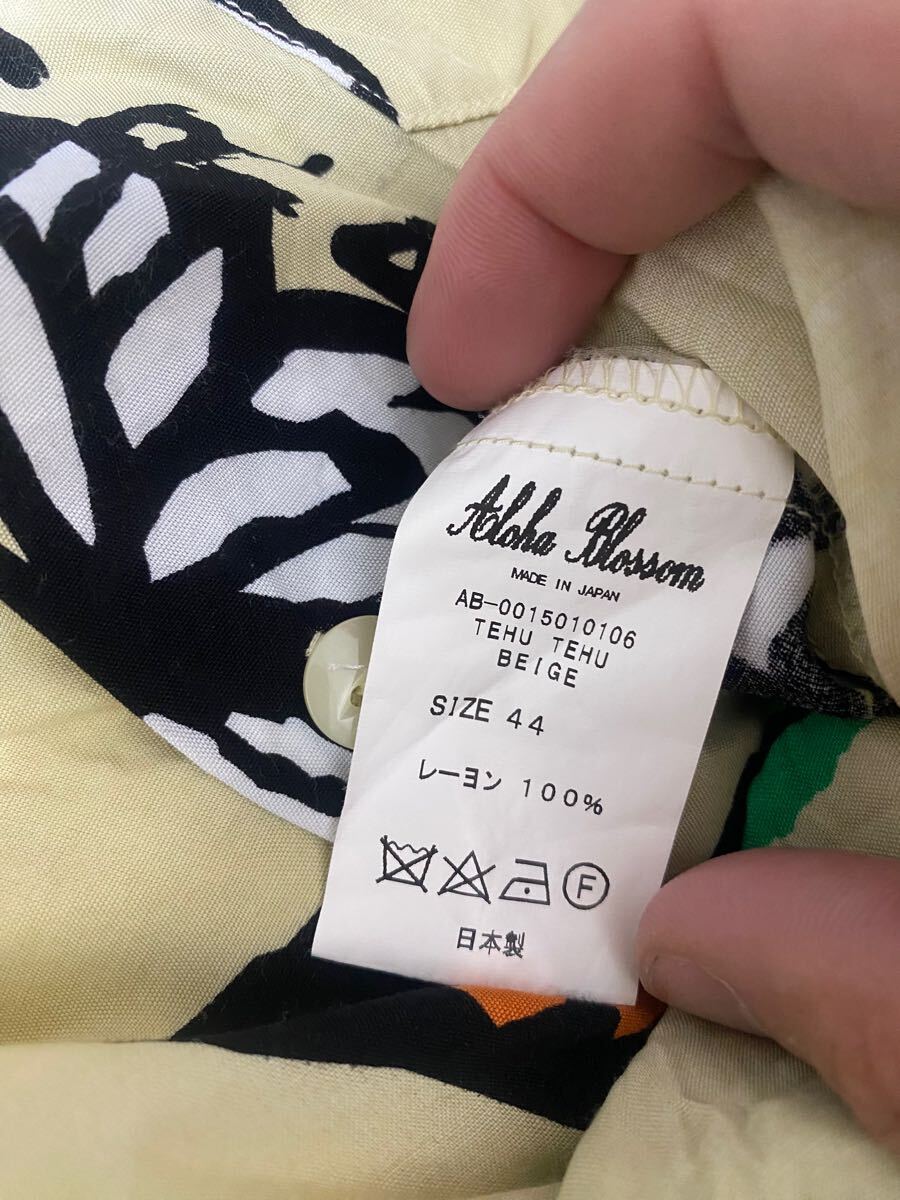 Aloha Blossom
MADE IN JAPAN
AB-0015010106
TEHU TEHU
BEIGE
SIZE 44
レーヨン 100%
F
日本製